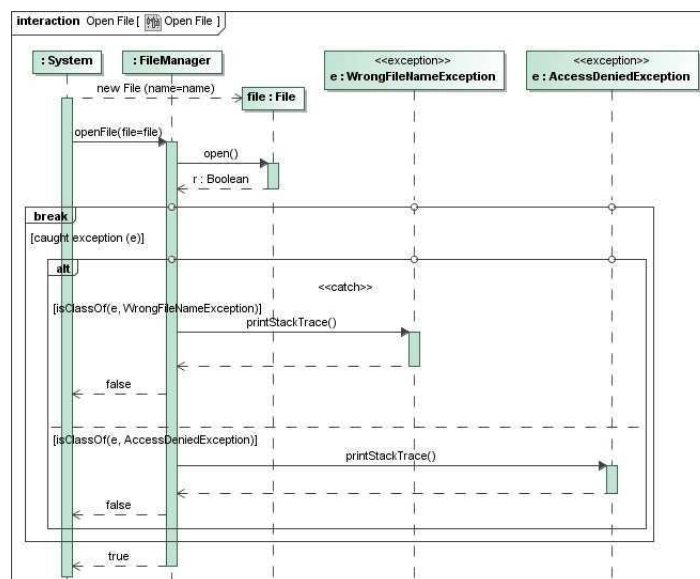 interaction Open File [ Open File ]
: System
: FileManager
<<exception>>
e : WrongFileNameException
<<exception>>
e : AccessDeniedException
new File (name=name)
file : File
openFile(file=file)
open()
r : Boolean
break
[caught exception (e)]
alt
<<catch>>
[isClassOf(e, WrongFileNameException)]
printStackTrace()
false
[isClassOf(e, AccessDeniedException)]
printStackTrace()
false
true